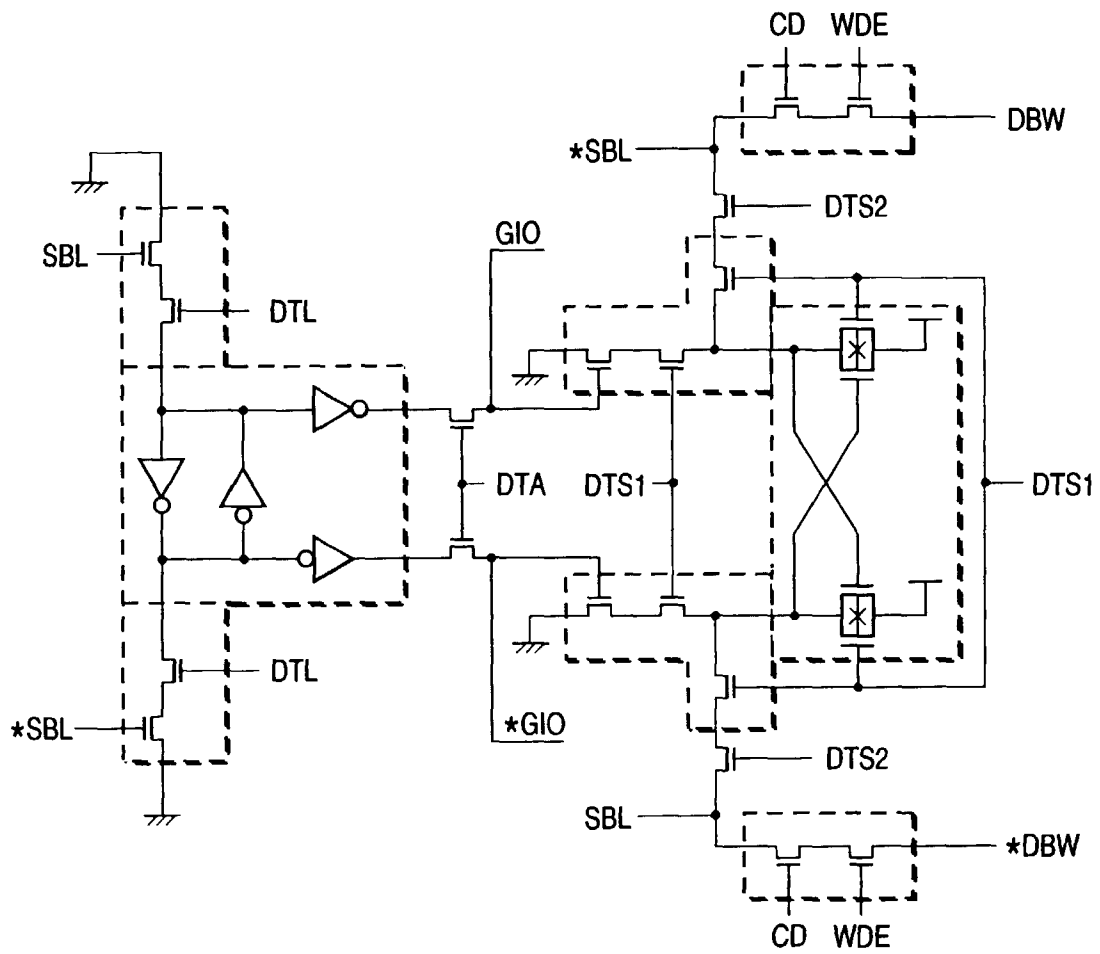 CD WDE
DBW
*SBL
DTS2
GIO
SBL
DTL
DTA DTS1
DTS1
DTL
*SBL
*GIO
DTS2
SBL
*DBW
CD WDE